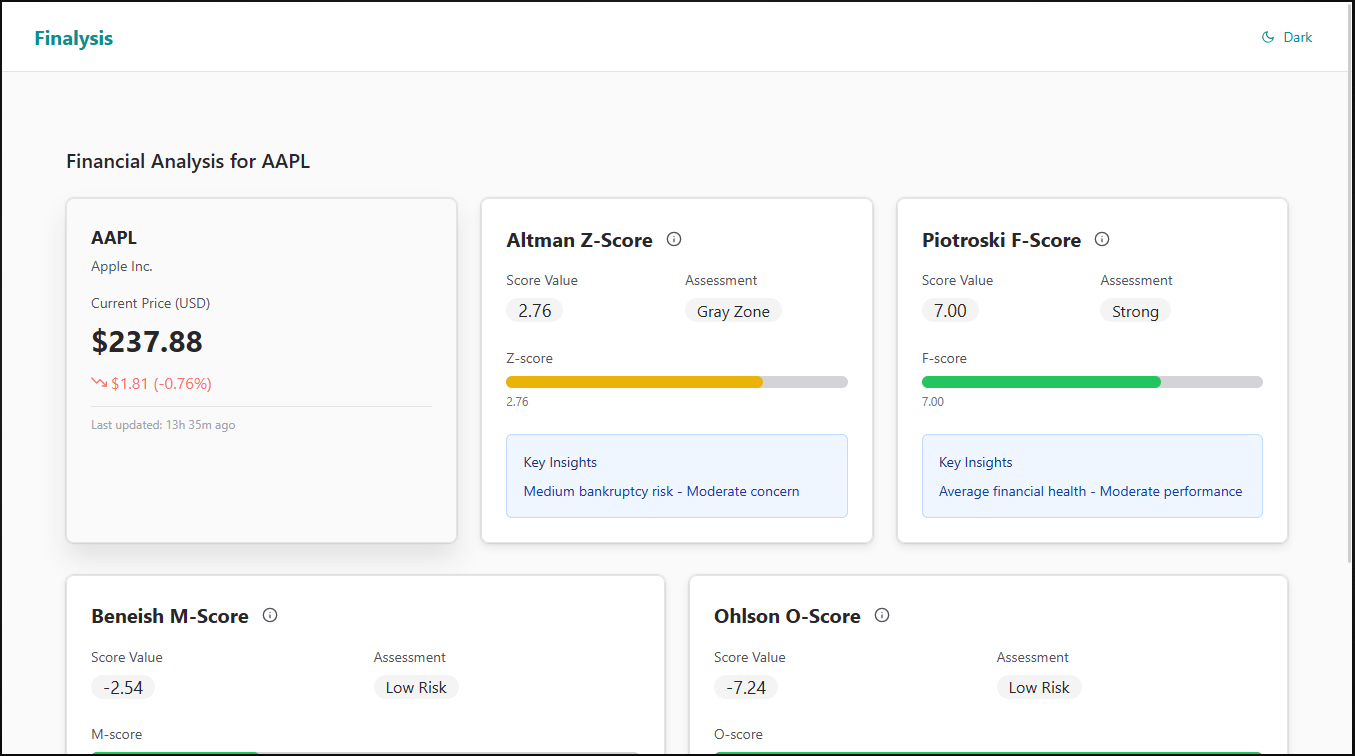 Finalysis
Dark
Financial Analysis for AAPL
AAPL
Apple Inc.
Current Price (USD)
$237.88
$1.81 (-0.76%)
Last updated: 13h 35m ago
Altman Z-Score
Score Value
Assessment
2.76
Gray Zone
Z-score
2.76
Key Insights
Medium bankruptcy risk - Moderate concern
Piotroski F-Score
Score Value
Assessment
7.00
Strong
F-score
7.00
Key Insights
Average financial health - Moderate performance
Beneish M-Score
Score Value
Assessment
-2.54
Low Risk
M-score
Ohlson O-Score
Score Value
Assessment
-7.24
Low Risk
O-score